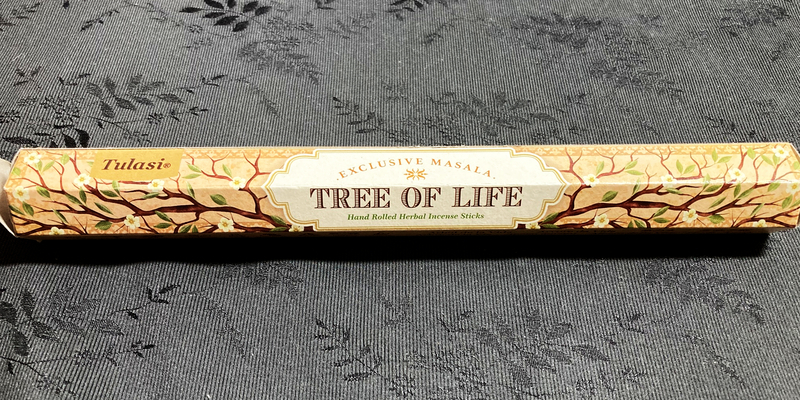 Tulasi®
·EXCLUSIVE MASALA·
TREE OF LIFE
Hand Rolled Herbal Incense Sticks